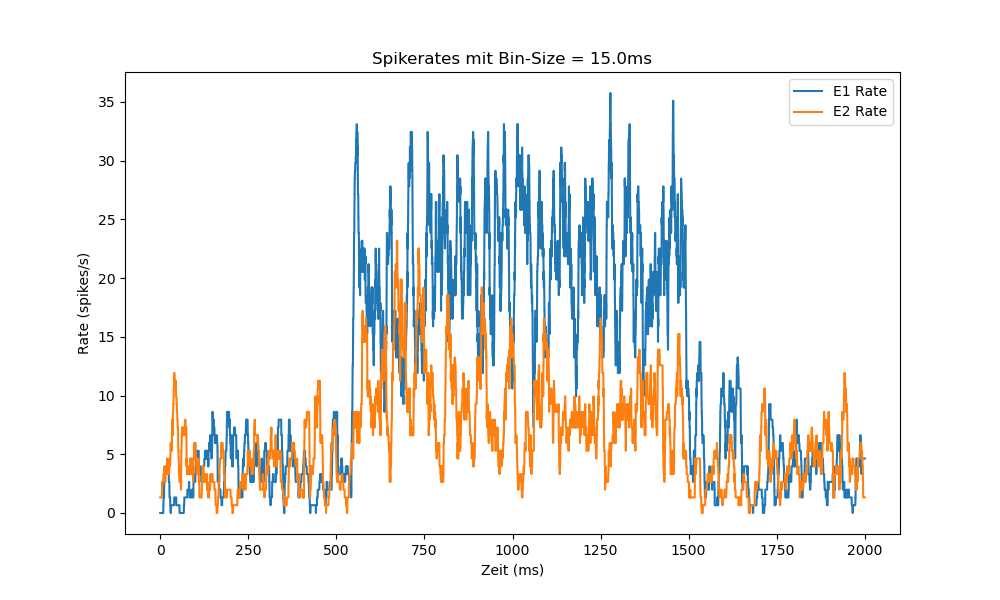 Spikerates mit Bin-Size = 15.0ms
E1 Rate
E2 Rate
35
30
25
20
15
10
5
0
Rate (spikes/s)
0 250 500 750 1000 1250 1500 1750 2000
Zeit (ms)